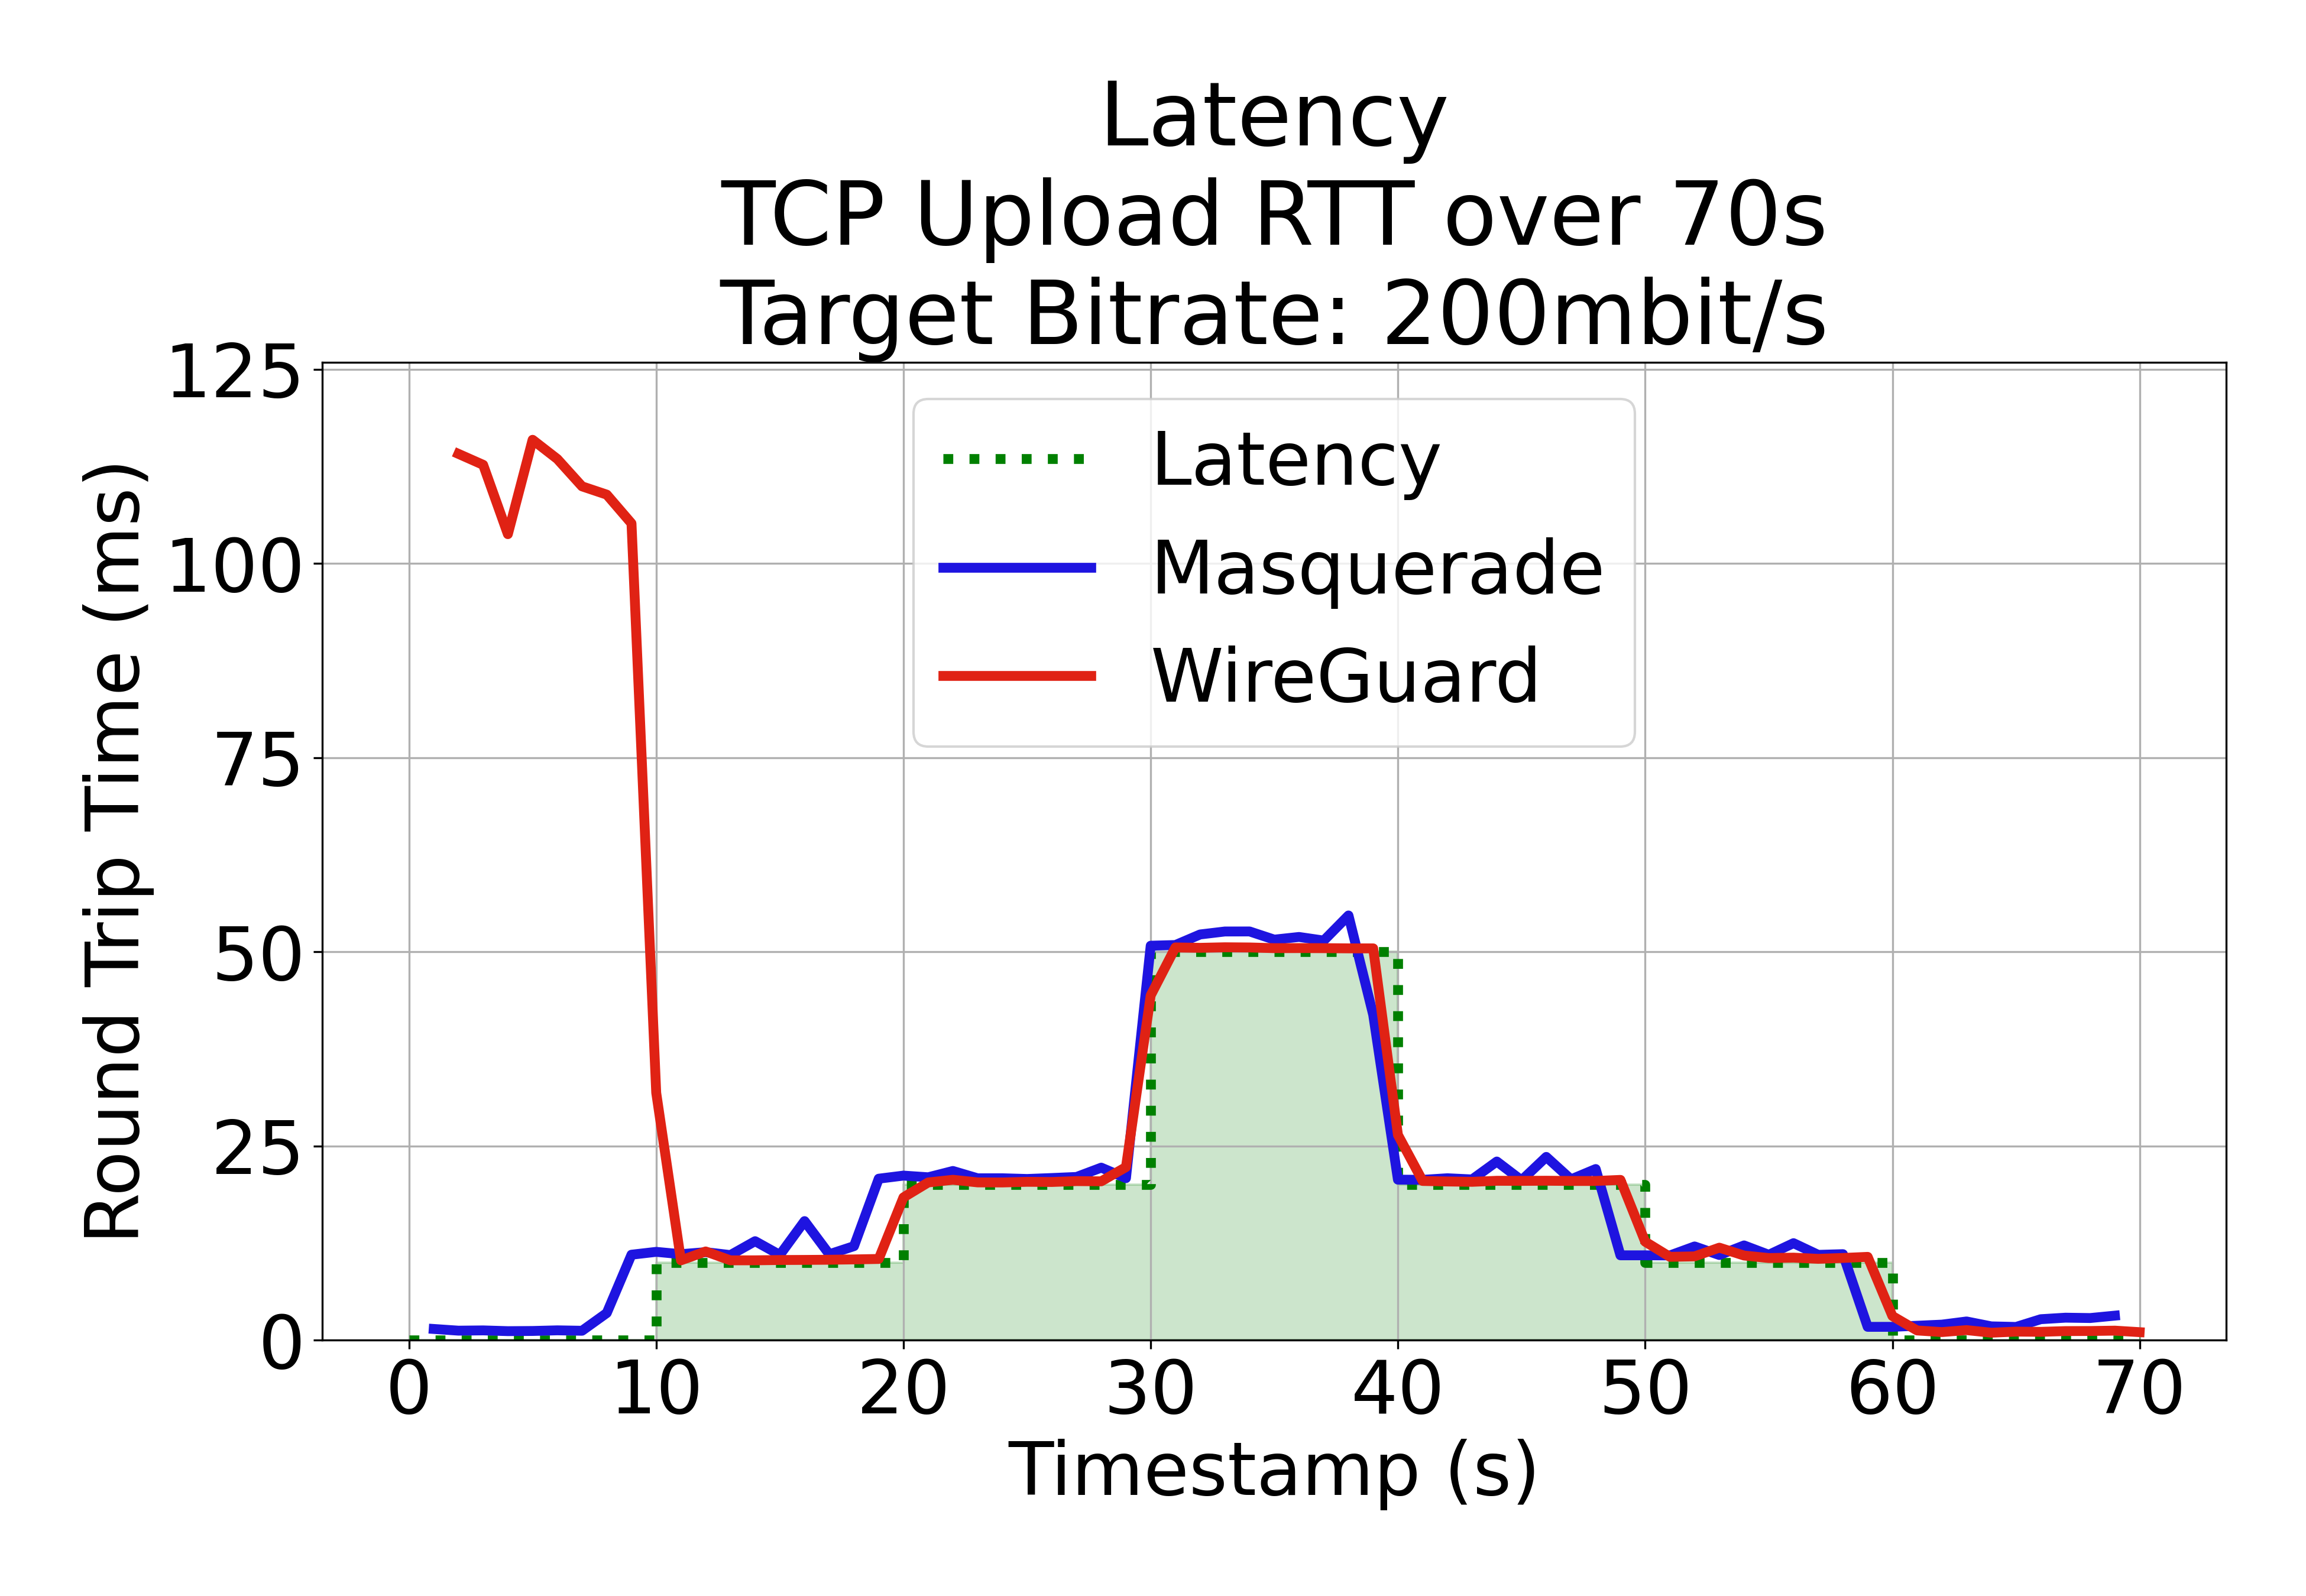 Latency
TCP Upload RTT over 70s
Target Bitrate: 200mbit/s
Round Trip Time (ms)
125
100
75
50
25
0
Latency
Masquerade
WireGuard
0 10 20 30 40 50 60 70
Timestamp (s)